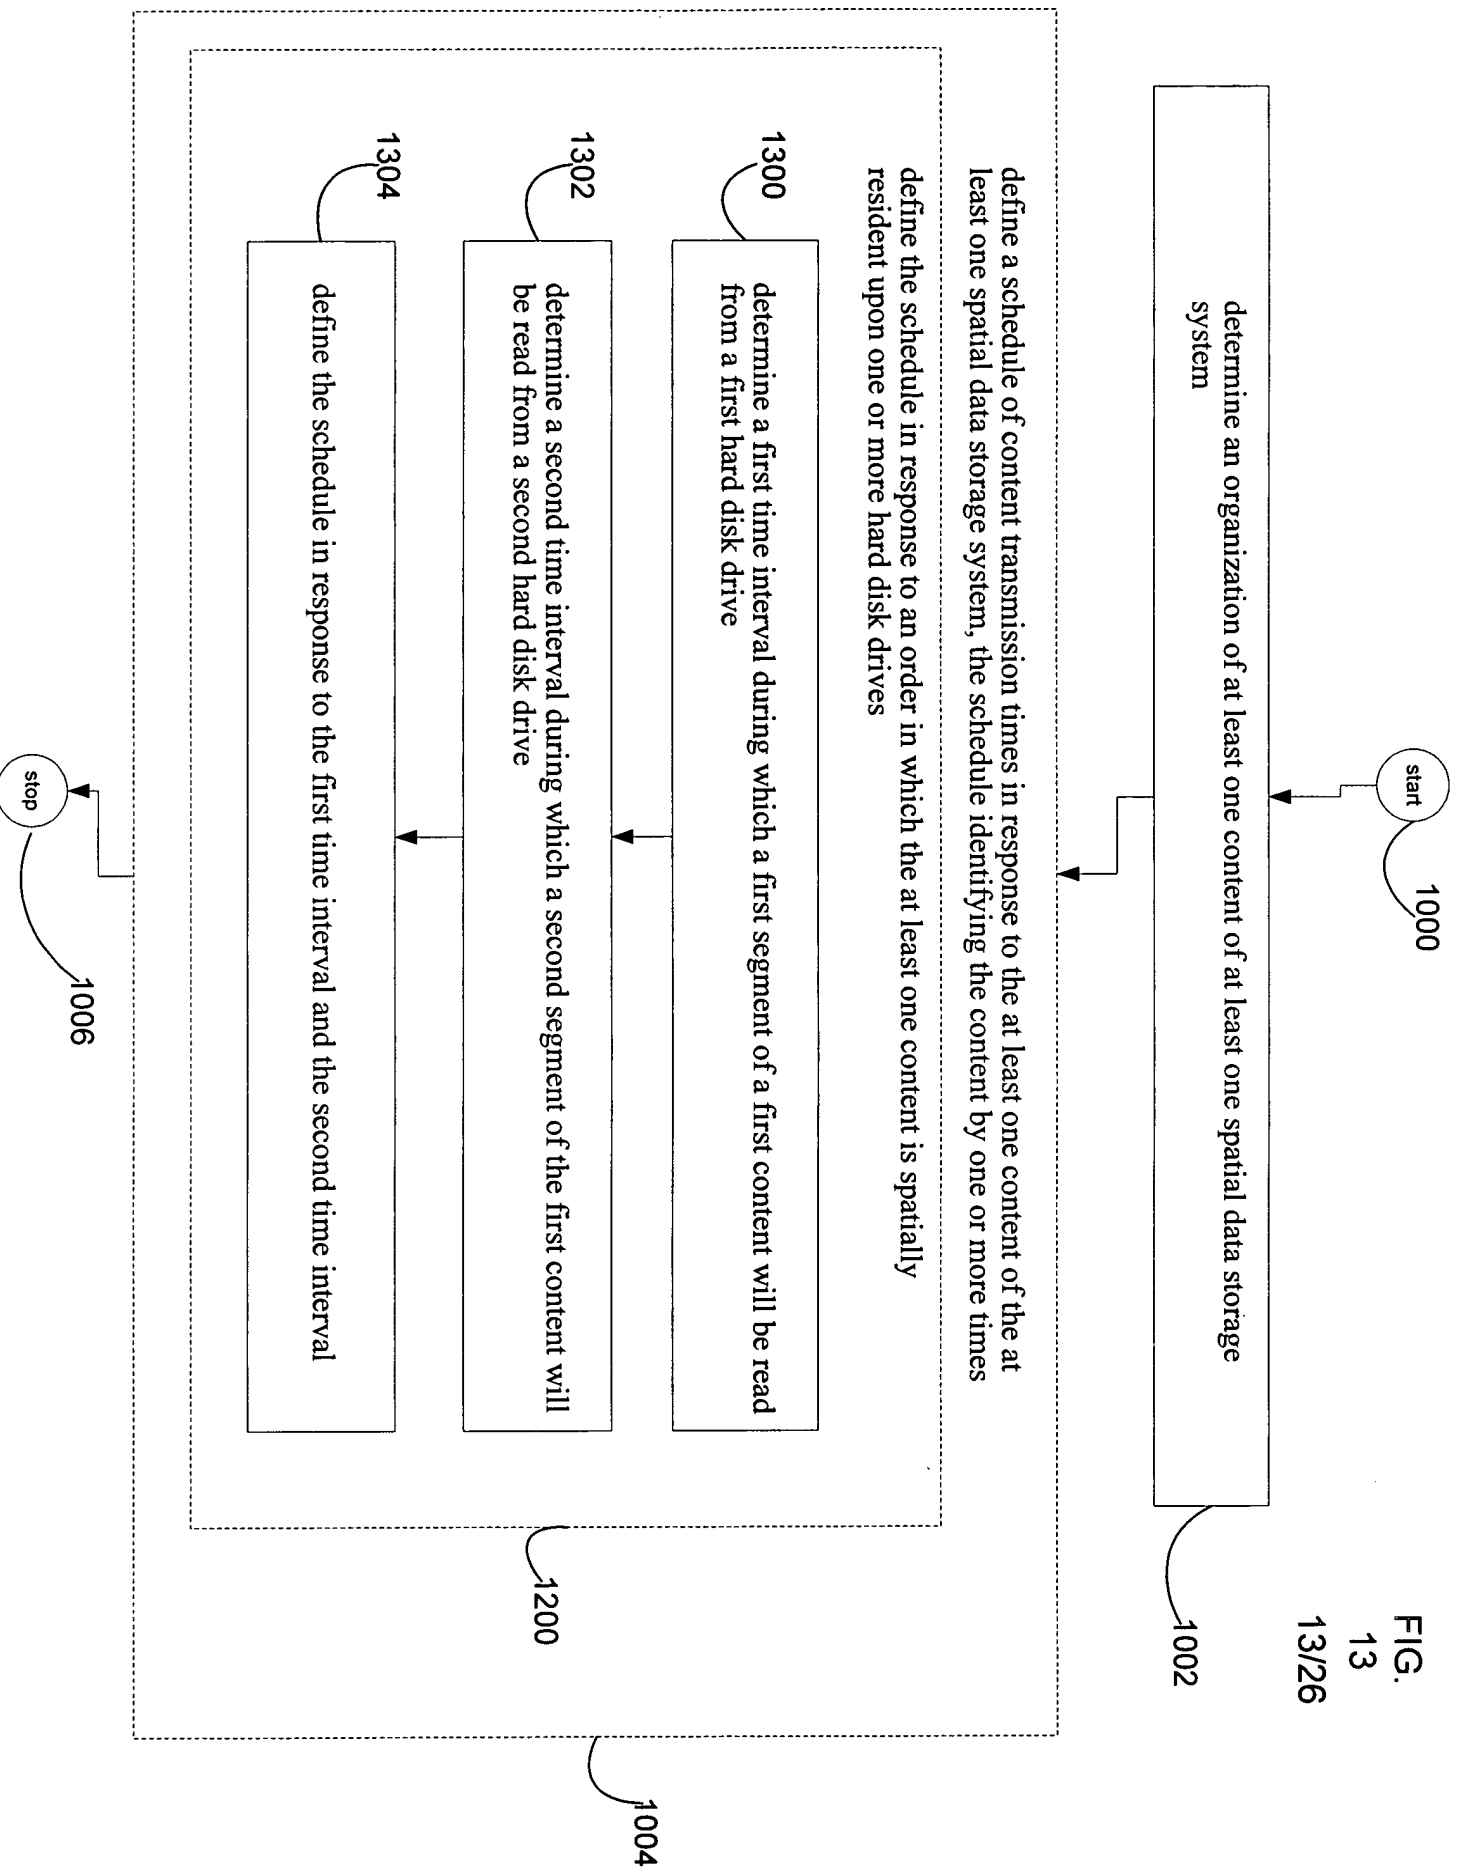 FIG.
13
13/26
start
1000
determine an organization of at least one content of at least one spatial data storage
system
1002
define a schedule of content transmission times in response to the at least one content of the at
least one spatial data storage system, the schedule identifying the content by one or more times
define the schedule in response to an order in which the at least one content is spatially
resident upon one or more hard disk drives
1300
determine a first time interval during which a first segment of a first content will be read
from a first hard disk drive
1302
determine a second time interval during which a second segment of the first content will
be read from a second hard disk drive
1304
define the schedule in response to the first time interval and the second time interval
1200
1004
stop
1006